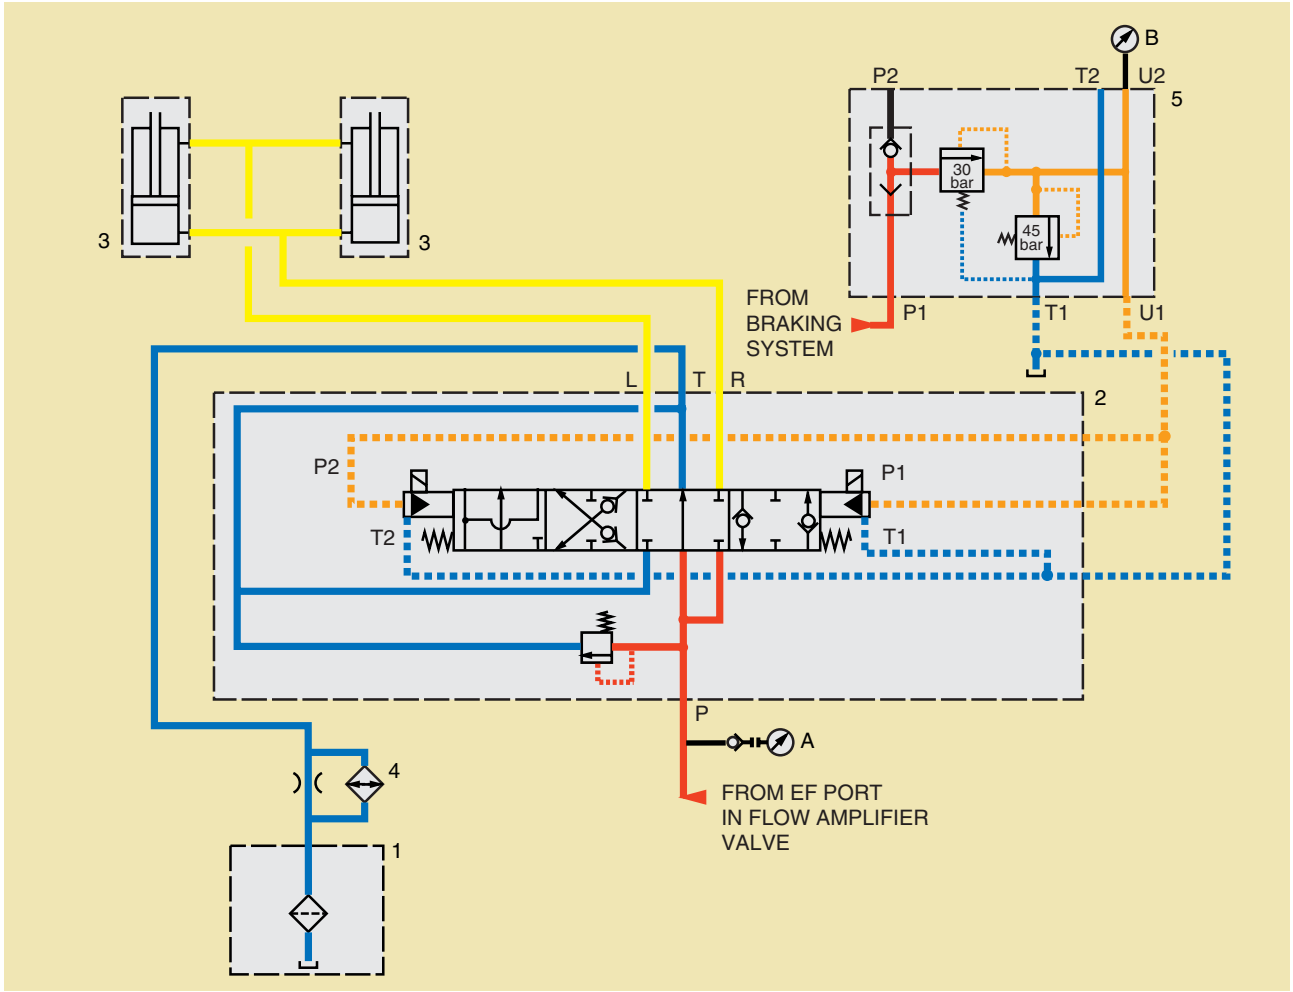 B
P2
T2
U2
5
30
bar
45
bar
3
3
FROM
BRAKING
SYSTEM
P1
T1
U1
L
T
R
2
P2
P1
T2
T1
P
A
4
FROM EF PORT
IN FLOW AMPLIFIER
VALVE
1